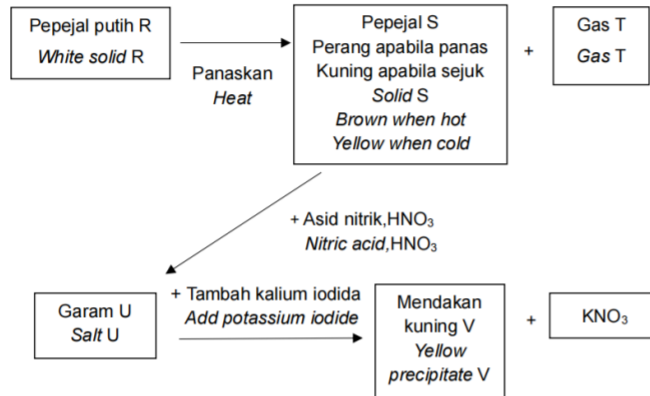 Pepejal putih R
White solid R
Panaskan
Heat
Pepejal S
Perang apabila panas
Kuning apabila sejuk
Solid S
Brown when hot
Yellow when cold
+
Gas T
Gas T
+ Asid nitrik,HNO₃
Nitric acid,HNO₃
Garam U
Salt U
+ Tambah kalium iodida
Add potassium iodide
Mendakan
kuning V
Yellow
precipitate V
+
KNO₃